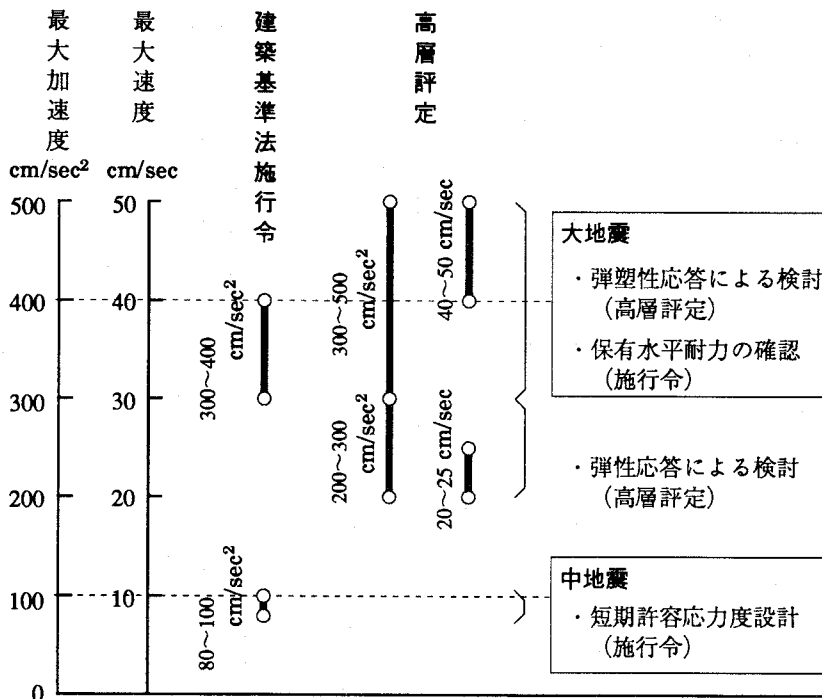 最大加速度
最大速度
建築基準法施行令
高層評定
cm/sec²
cm/sec
500
400
300
200
100
0
50
40
30
20
10
300~400
cm/sec²
80~100
cm/sec²
300~500
cm/sec²
200~300
cm/sec²
40~50 cm/sec
20~25 cm/sec
大地震
・弾塑性応答による検討
(高層評定)
・保有水平耐力の確認
(施行令)
・弾性応答による検討
(高層評定)
中地震
・短期許容応力度設計
(施行令)